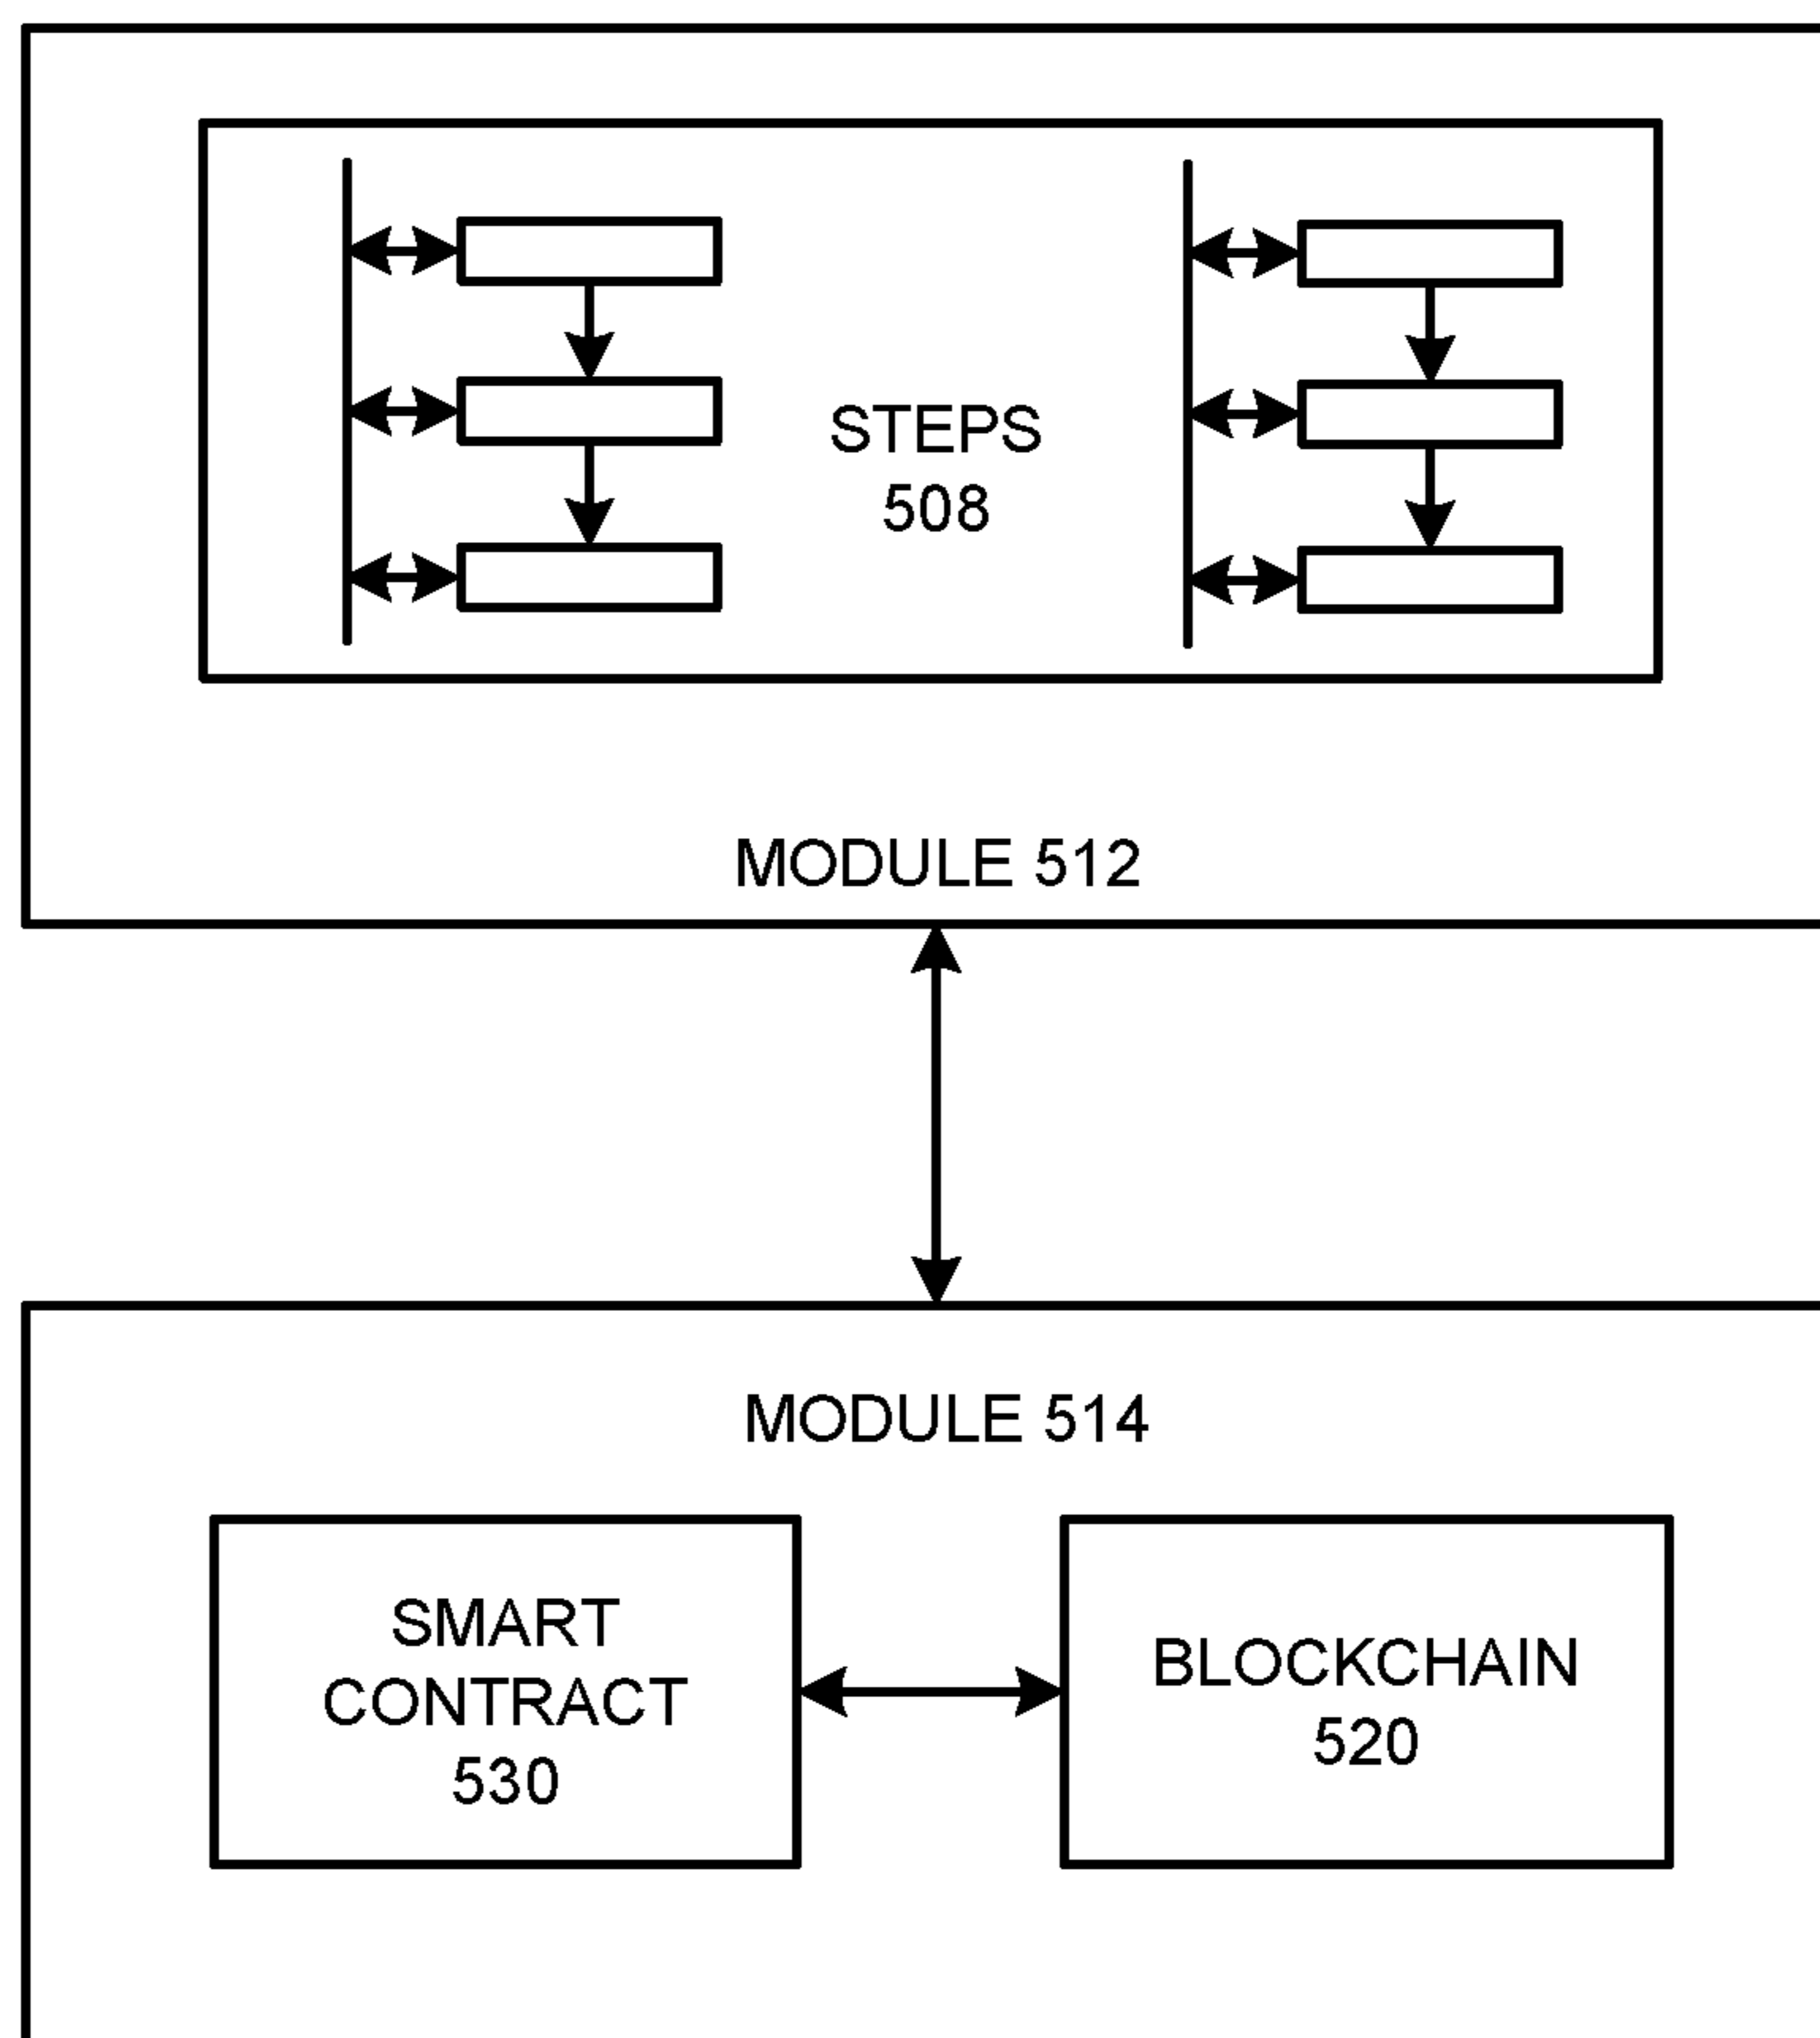 STEPS
508
MODULE 512
MODULE 514
SMART
CONTRACT
530
BLOCKCHAIN
520